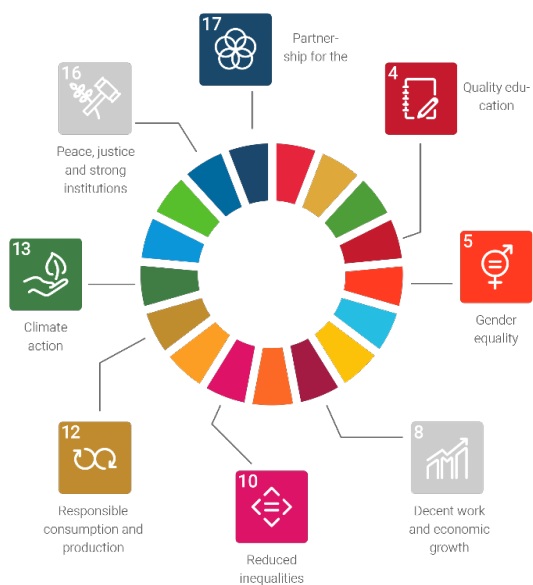 17
Partner-
ship for the
4
Quality edu-
cation
5
Gender
equality
8
Decent work
and economic
growth
10
Reduced
inequalities
12
Responsible
consumption and
production
13
Climate
action
16
Peace, justice
and strong
institutions